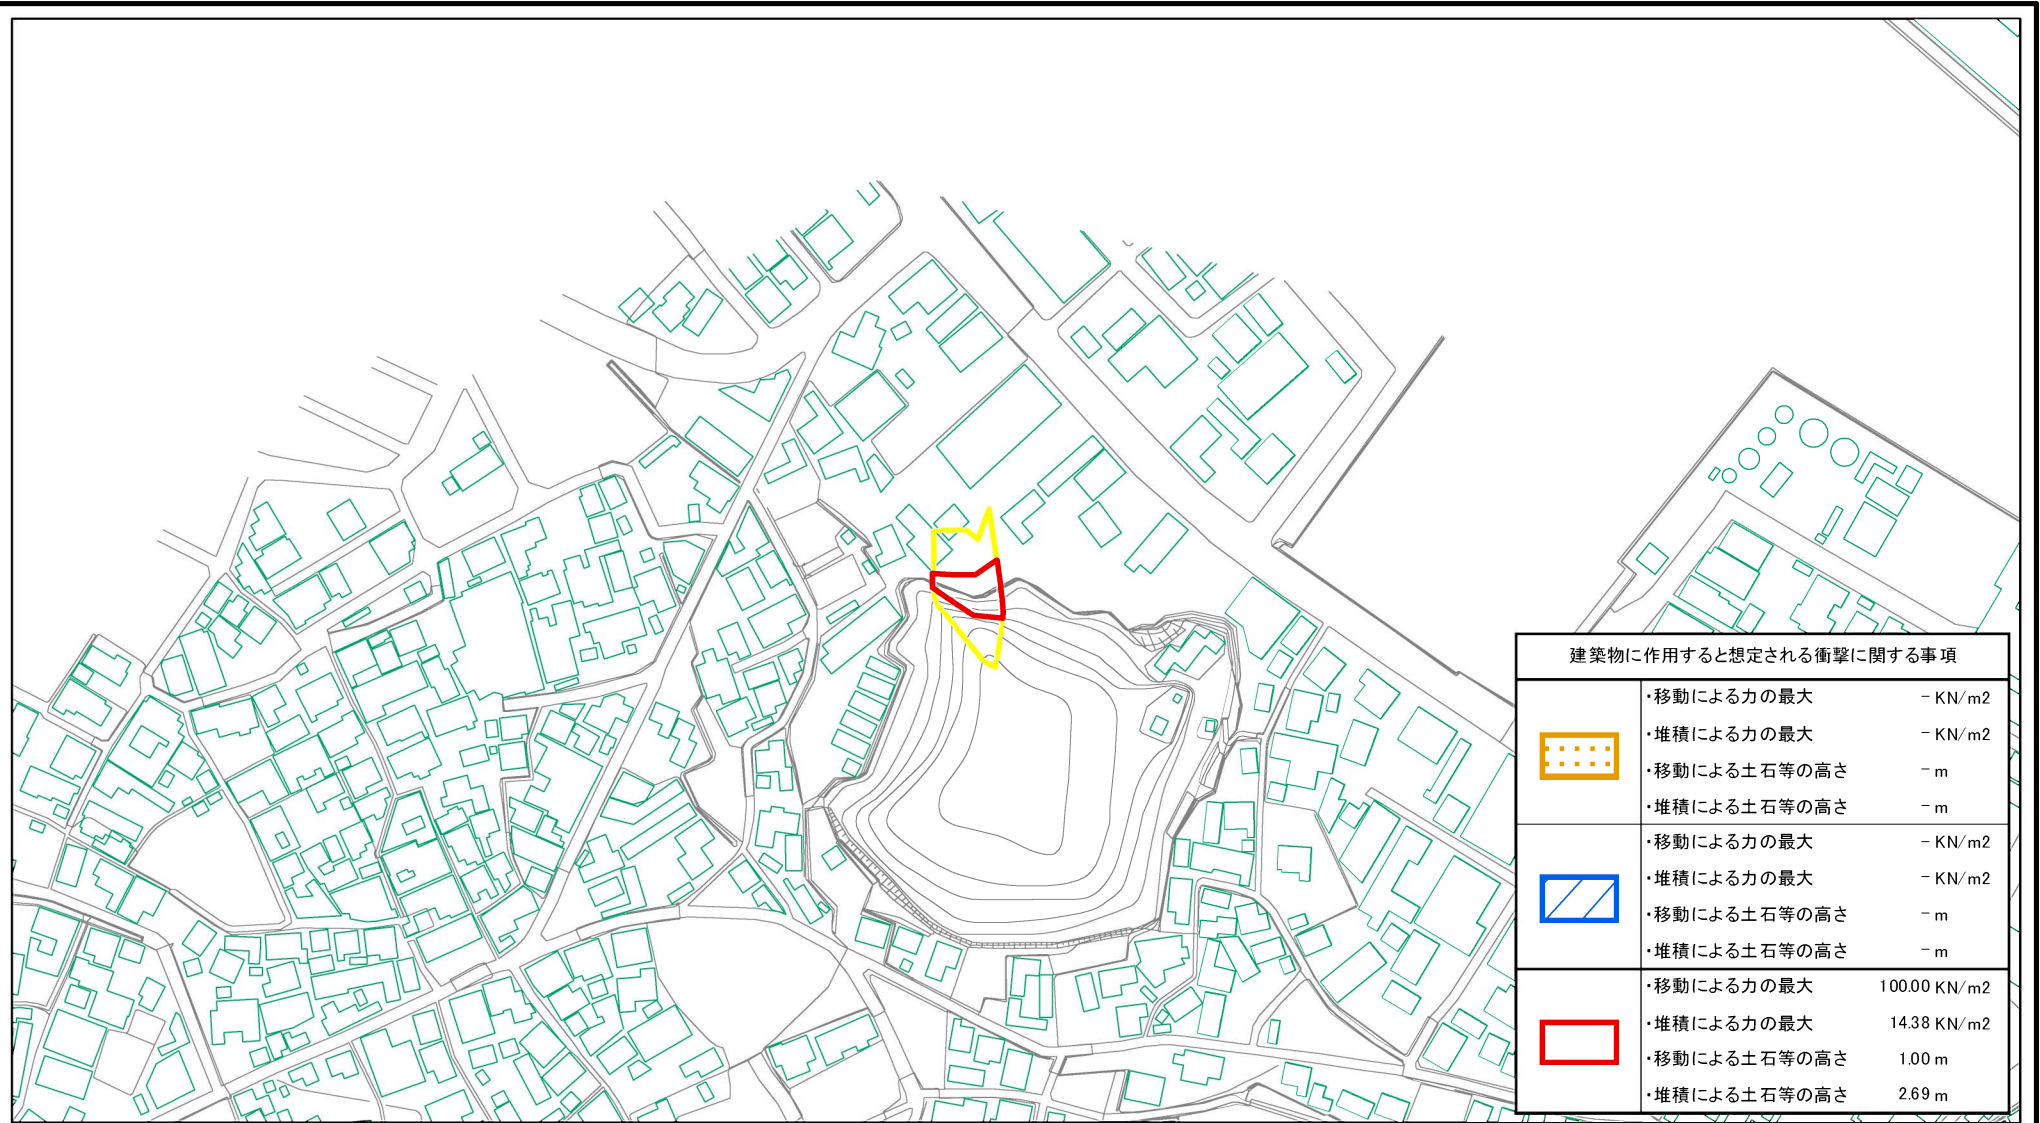 建築物に作用すると想定される衝撃に関する事項
・移動による力の最大 - KN/m2
・堆積による力の最大 - KN/m2
・移動による土石等の高さ - m
・堆積による土石等の高さ - m
・移動による力の最大 - KN/m2
・堆積による力の最大 - KN/m2
・移動による土石等の高さ - m
・堆積による土石等の高さ - m
・移動による力の最大 100.00 KN/m2
・堆積による力の最大 14.38 KN/m2
・移動による土石等の高さ 1.00 m
・堆積による土石等の高さ 2.69 m